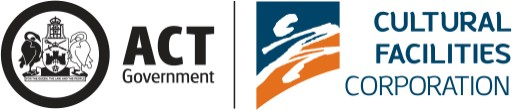 ACT
Government
CULTURAL
FACILITIES
CORPORATION